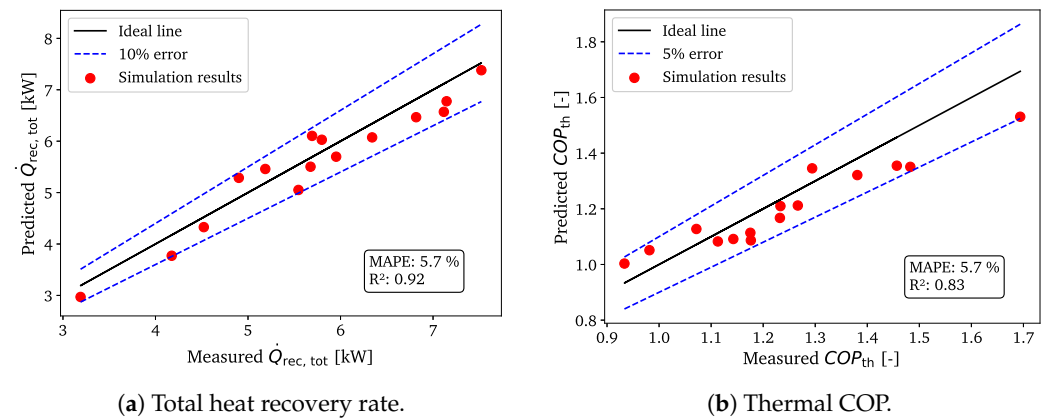 Ideal line
10% error
Simulation results
8
7
6
5
4
3
3
4
5
6
7
Predicted Q̇rec, tot [kW]
Measured Q̇rec, tot [kW]
MAPE: 5.7 %
R²: 0.92
(a) Total heat recovery rate.
Ideal line
5% error
Simulation results
2.0
1.8
1.6
1.4
1.2
1.0
0.8
0.9
1.0
1.1
1.2
1.3
1.4
1.5
1.6
1.7
Predicted COPth [-]
Measured COPth [-]
MAPE: 5.7 %
R²: 0.83
(b) Thermal COP.